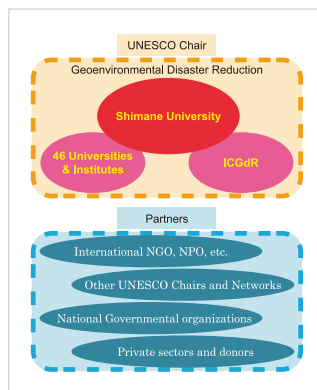 UNESCO Chair
Geoenvironmental Disaster Reduction
Shimane University
46 Universities
& Institutes
ICGdR
Partners
International NGO, NPO, etc.
Other UNESCO Chairs and Networks
National Governmental organizations
Private sectors and donors